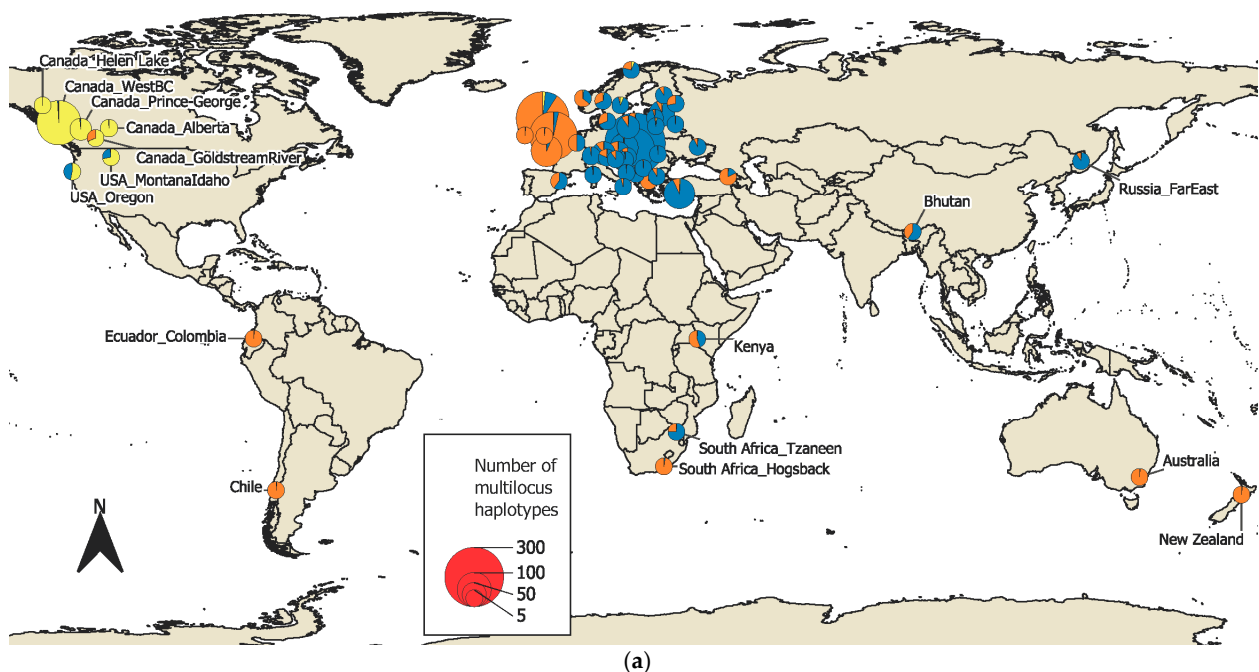 Canada_Helen Lake
Canada_WestBC
Canada_Prince-George
Canada_Alberta
Canada_GoldstreamRiver
USA_MontanaIdaho
USA_Oregon
Russia_FarEast
Bhutan
Ecuador_Colombia
Kenya
South Africa_Tzaneen
South Africa_Hogsback
Australia
Chile
New Zealand
N
Number of
multilocus
haplotypes
300
100
50
5
(a)